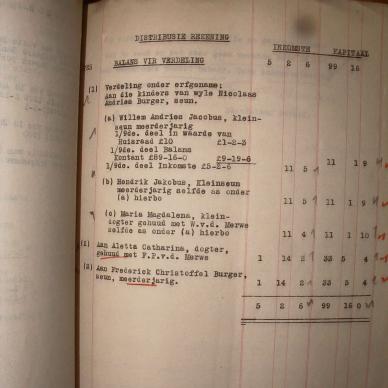 DISTRIBUSIE REKENING
INKOMSTE KAPITAAL
BALANS VIR VERDELING 5 2 6 99 16
(1) Verdeling onder erfgename:
Aan die kinders van wyle Nicolaas
Andries Burger, seun.
(a) Willem Andries Jacobus, klein-
seun meerderjarig
1/9de. deel in waarde van
Huisraad £10 £1-2-3
1/9de. deel Balans
Kontant £89-16-0 £9-19-6
1/9de. deel Inkomste £5-2-6 11 5 11 1 9
(b) Hendrik Jakobus, Kleinseun
meerderjarig selfde as onder
(a) hierbo 11 5 11 1 9
(c) Maria Magdalena, klein-
dogter gehuud met W.v.d. Merwe
selfde as onder (a) hierbo 11 4 11 1 10
Aan Aletta Catharina, dogter,
gehuud met F.P.v.d. Merwe 1 14 2 33 5 4
Aan Frederick Christoffel Burger,
seun, meerderjarig. 1 14 2 33 5 4
5 2 6 99 16 0